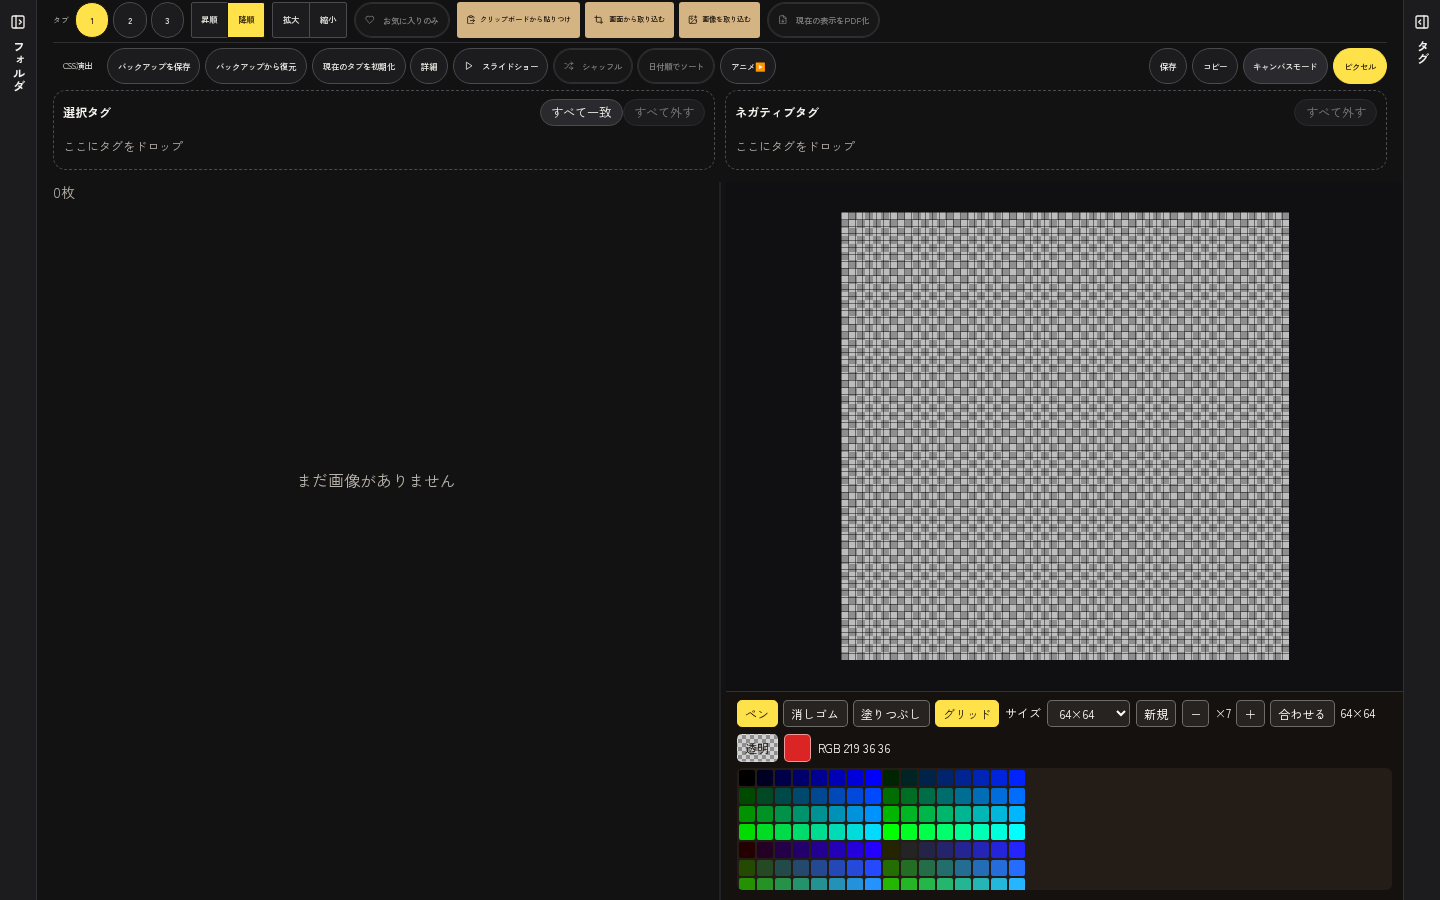 タブ 1 2 3 昇順 降順 拡大 縮小 お気に入りのみ クリップボードから貼りつけ 画面から取り込む 画像を取り込む 現在の表示をPDF化
CSS演出 バックアップを保存 バックアップから復元 現在のタブを初期化 詳細 スライドショー シャッフル 日付順でソート アニメ▶️ 保存 コピー キャンバスモード ピクセル
フォルダ
タグ
選択タグ すべて一致 すべて外す
ここにタグをドロップ
ネガティブタグ すべて外す
ここにタグをドロップ
0枚
まだ画像がありません
ペン 消しゴム 塗りつぶし グリッド サイズ 64×64 新規 − ×7 + 合わせる 64×64
透明 RGB 219 36 36